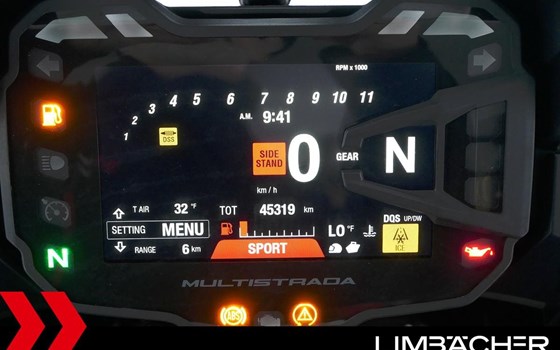 RPM x 1000
1 2 3 4 5 6 7 8 9 10 11
A.M. 9:41
DSS
SIDE STAND
0
GEAR N
km / h
T AIR 32 °F
TOT 45319 km
SETTING MENU
RANGE 6 km
LO °F
DQS UP/DW
ICE
SPORT
N
MULTISTRADA
ABS
LIMBÄCHER